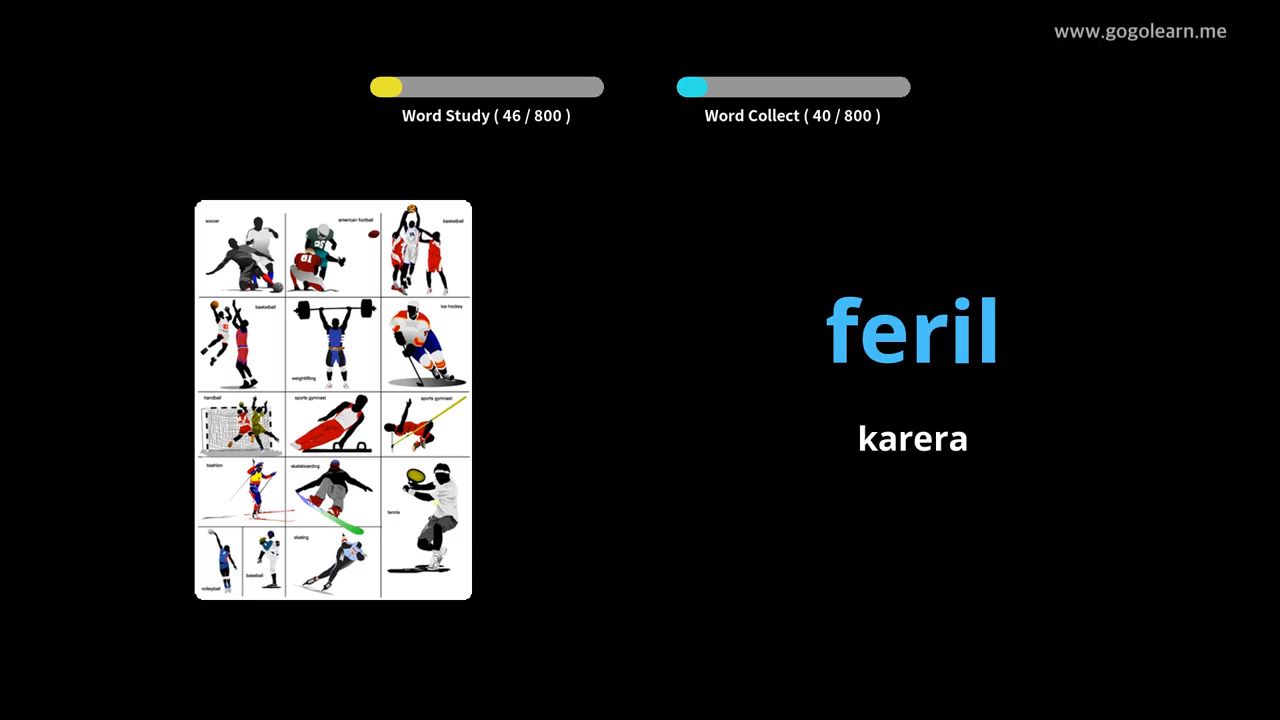 www.gogolearn.me
Word Study ( 46 / 800 )
Word Collect ( 40 / 800 )
soccer
american football
basketball
basketball
weightlifting
ice hockey
handball
sports gymnast
sports gymnast
biathlon
skateboarding
tennis
volleyball
baseball
skating
feril
karera